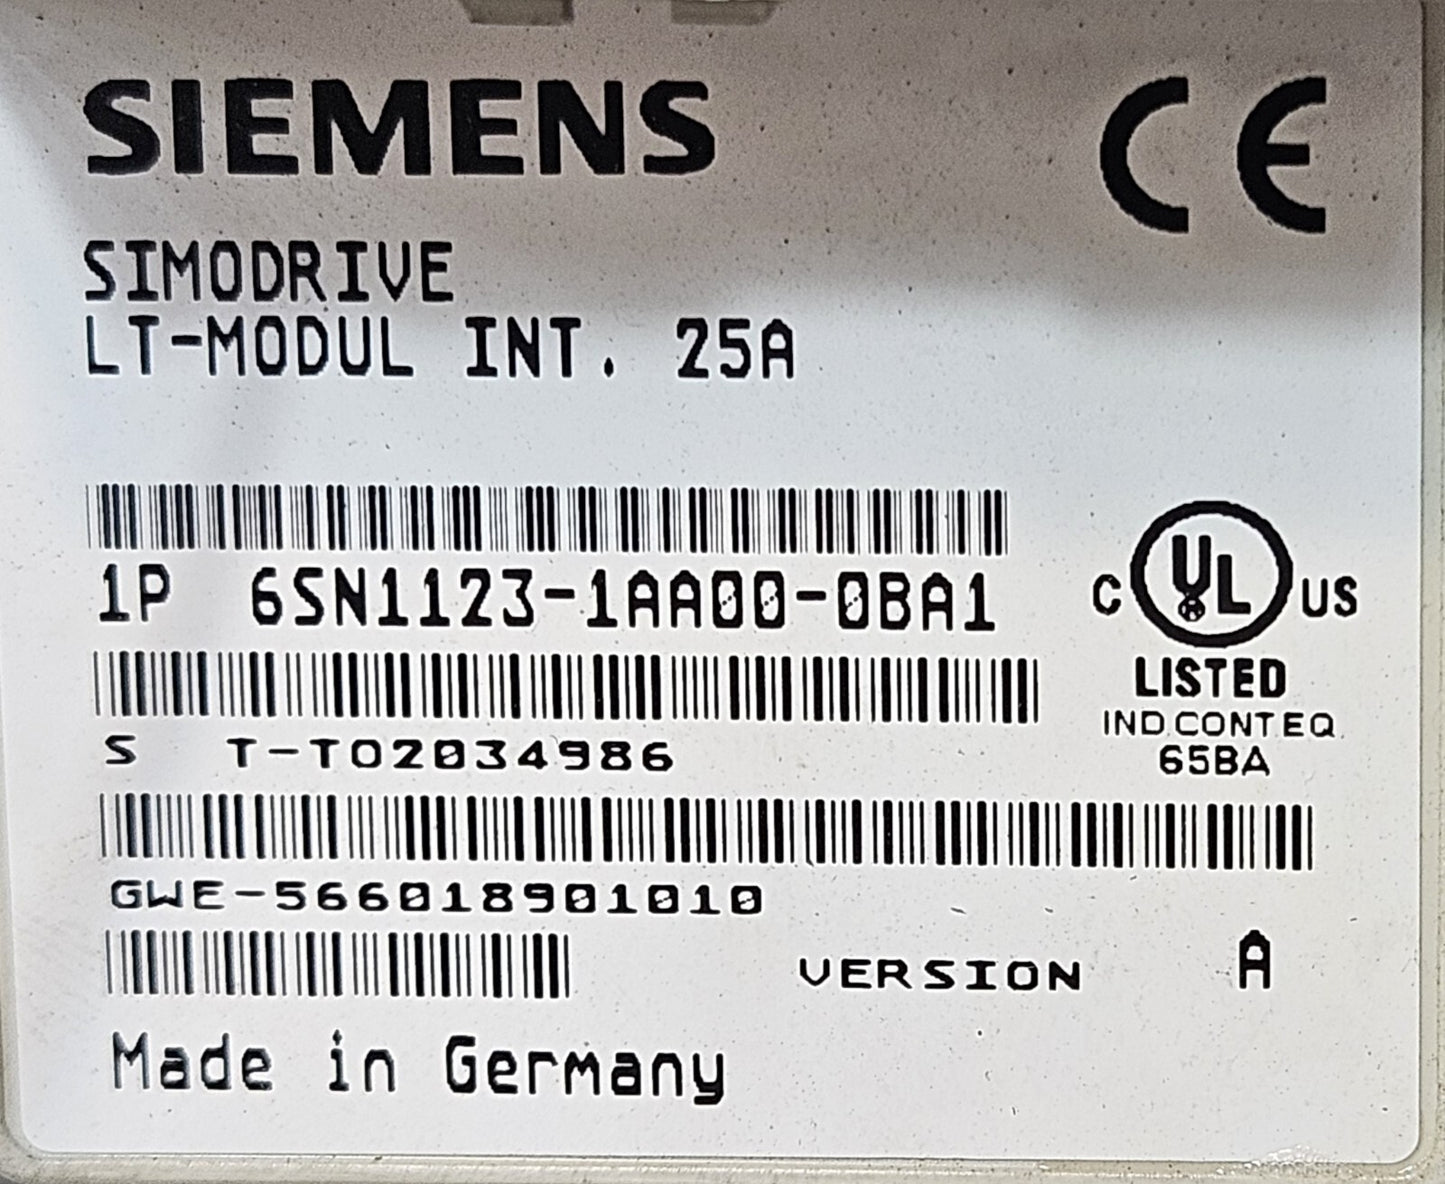 SIEMENS
CE
SIMODRIVE
LT-MODUL INT. 25A
1P 6SN1123-1AA00-0BA1
C UL US
LISTED
IND.CONT.EQ.
65BA
S T-TO2034986
GWE-566018901010
VERSION A
Made in Germany